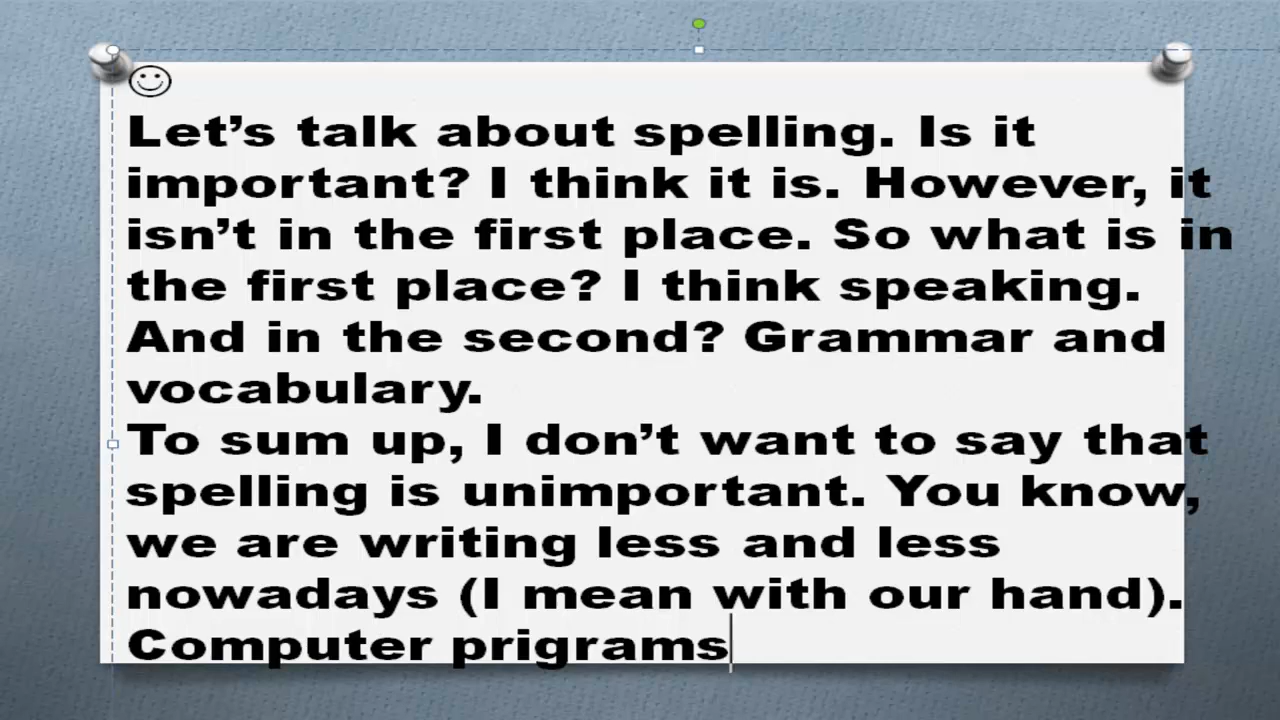 Let’s talk about spelling. Is it
important? I think it is. However, it
isn’t in the first place. So what is in
the first place? I think speaking.
And in the second? Grammar and
vocabulary.
To sum up, I don’t want to say that
spelling is unimportant. You know,
we are writing less and less
nowadays (I mean with our hand).
Computer prigrams